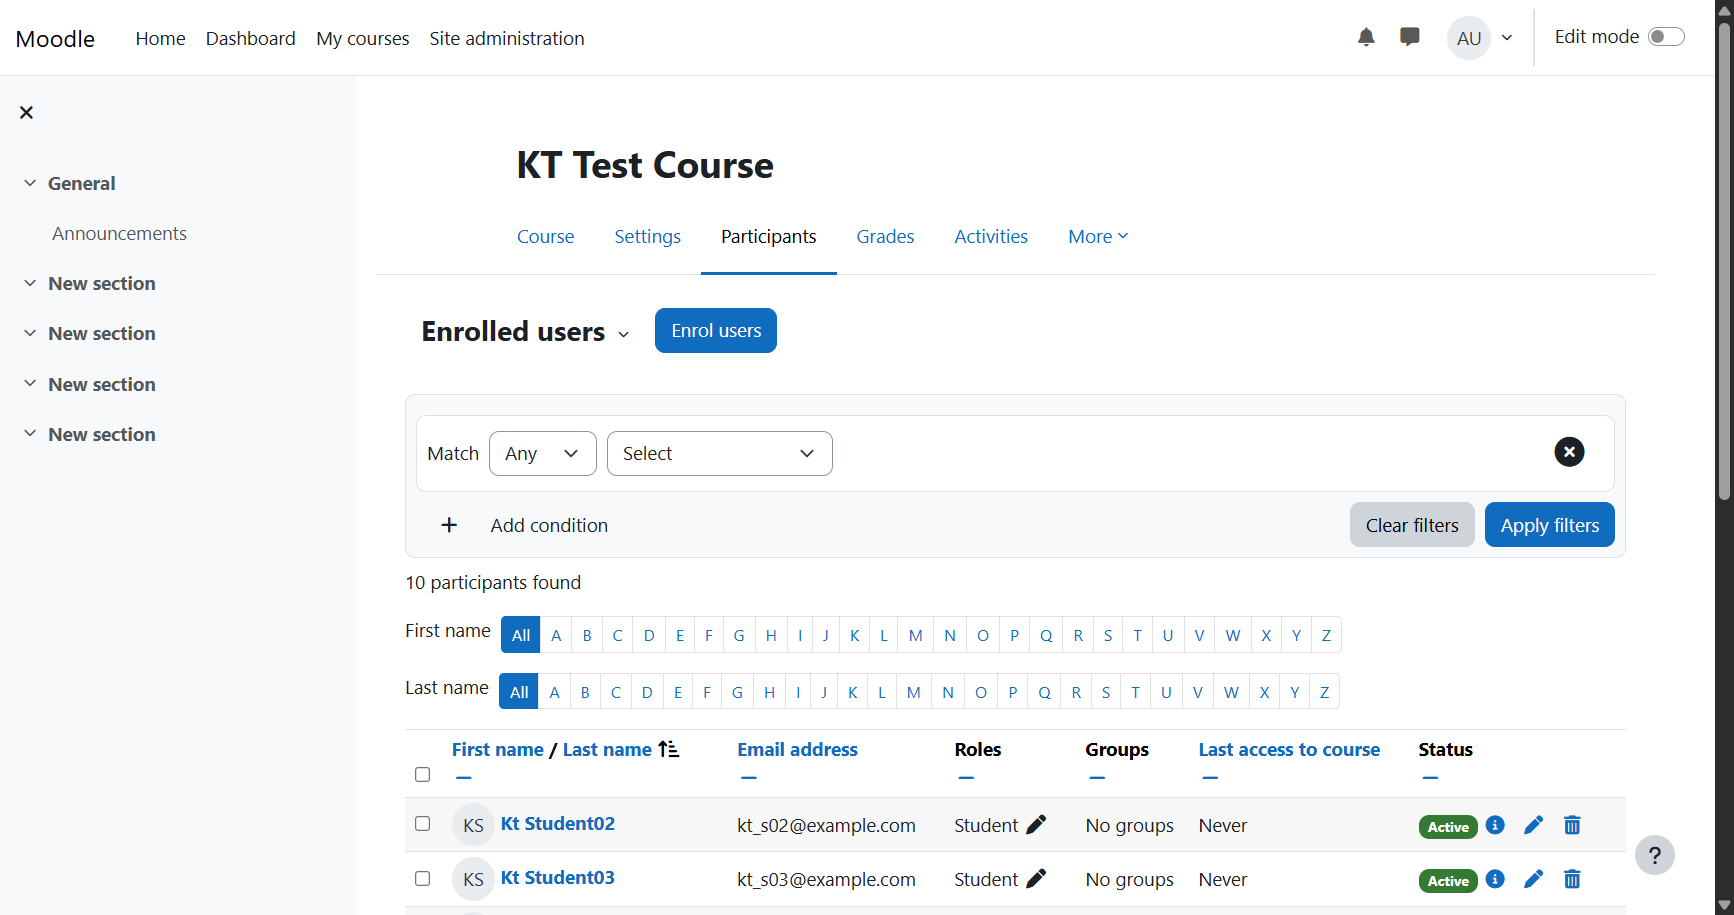 Moodle Home Dashboard My courses Site administration AU Edit mode
General
Announcements
New section
New section
New section
New section
KT Test Course
Course Settings Participants Grades Activities More
Enrolled users Enrol users
Match Any Select
Add condition Clear filters Apply filters
10 participants found
First name All A B C D E F G H I J K L M N O P Q R S T U V W X Y Z
Last name All A B C D E F G H I J K L M N O P Q R S T U V W X Y Z
First name / Last name Email address Roles Groups Last access to course Status
KS Kt Student02 kt_s02@example.com Student No groups Never Active
KS Kt Student03 kt_s03@example.com Student No groups Never Active
?